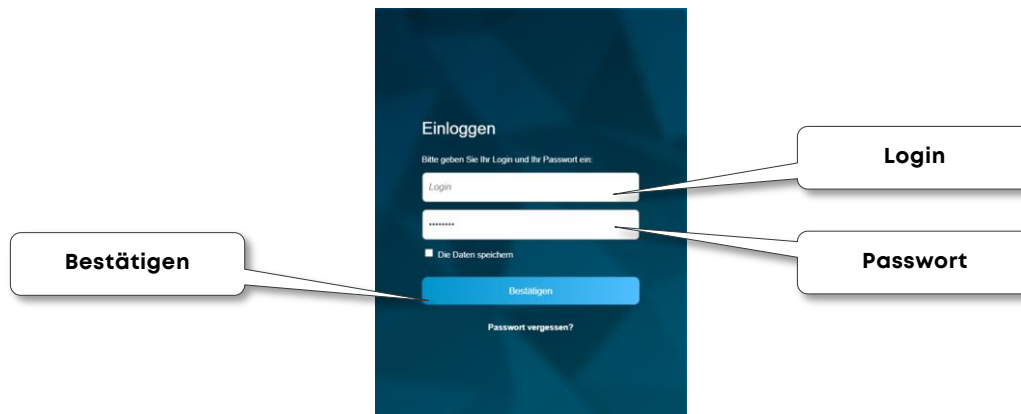 Einloggen
Bitte geben Sie Ihr Login und Ihr Passwort ein:
Login
Login
••••••••
Passwort
Die Daten speichern
Bestätigen
Bestätigen
Passwort vergessen?